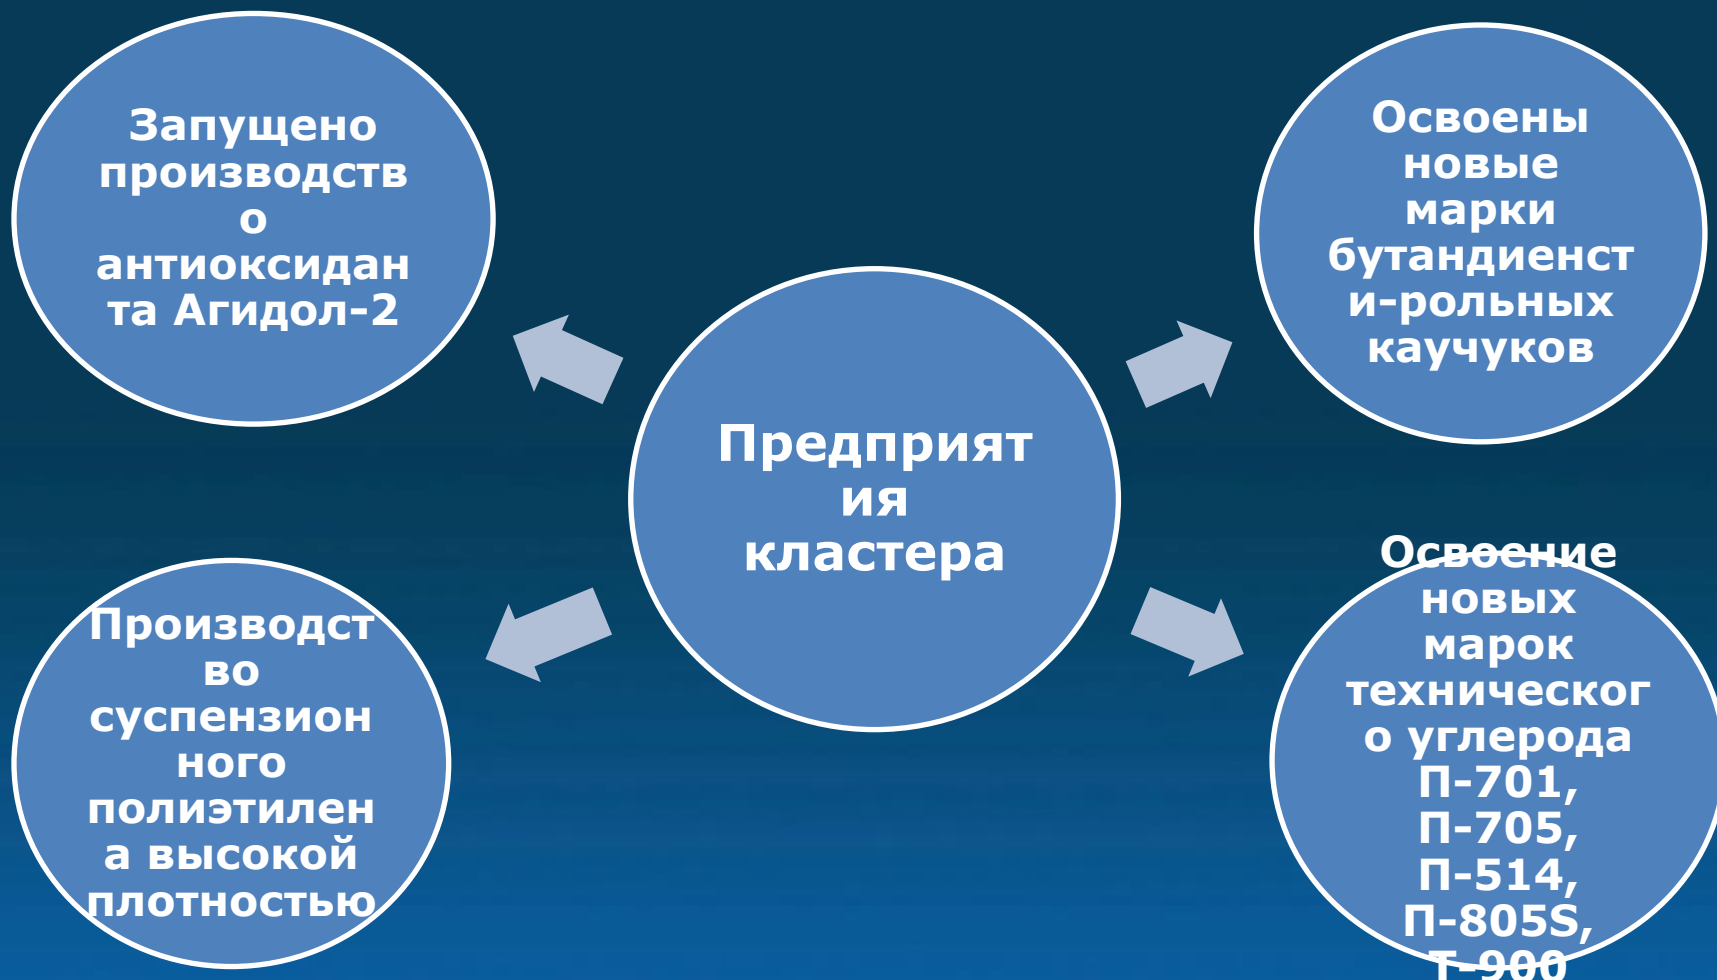 Запущено
производств
о
антиоксидан
та Агидол-2
Освоены
новые
марки
бутандиенст
и-рольных
каучуков
Предприят
ия
кластера
Производст
во
суспензион
ного
полиэтилен
а высокой
плотностью
Освоение
новых
марок
техническог
о углерода
П-701,
П-705,
П-514,
П-805S,
Т-900